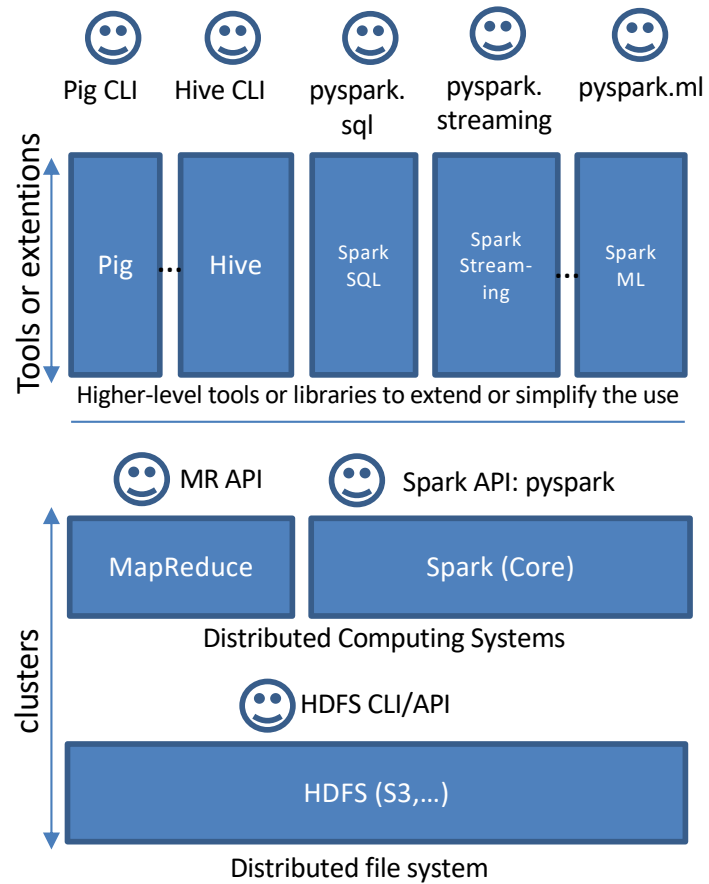 Pig CLI
Hive CLI
pyspark.
sql
pyspark.
streaming
pyspark.ml
Tools or extentions
Pig
...
Hive
Spark
SQL
Spark
Stream-
ing
...
Spark
ML
Higher-level tools or libraries to extend or simplify the use
MR API
Spark API: pyspark
clusters
MapReduce
Spark (Core)
Distributed Computing Systems
HDFS CLI/API
HDFS (S3,...)
Distributed file system